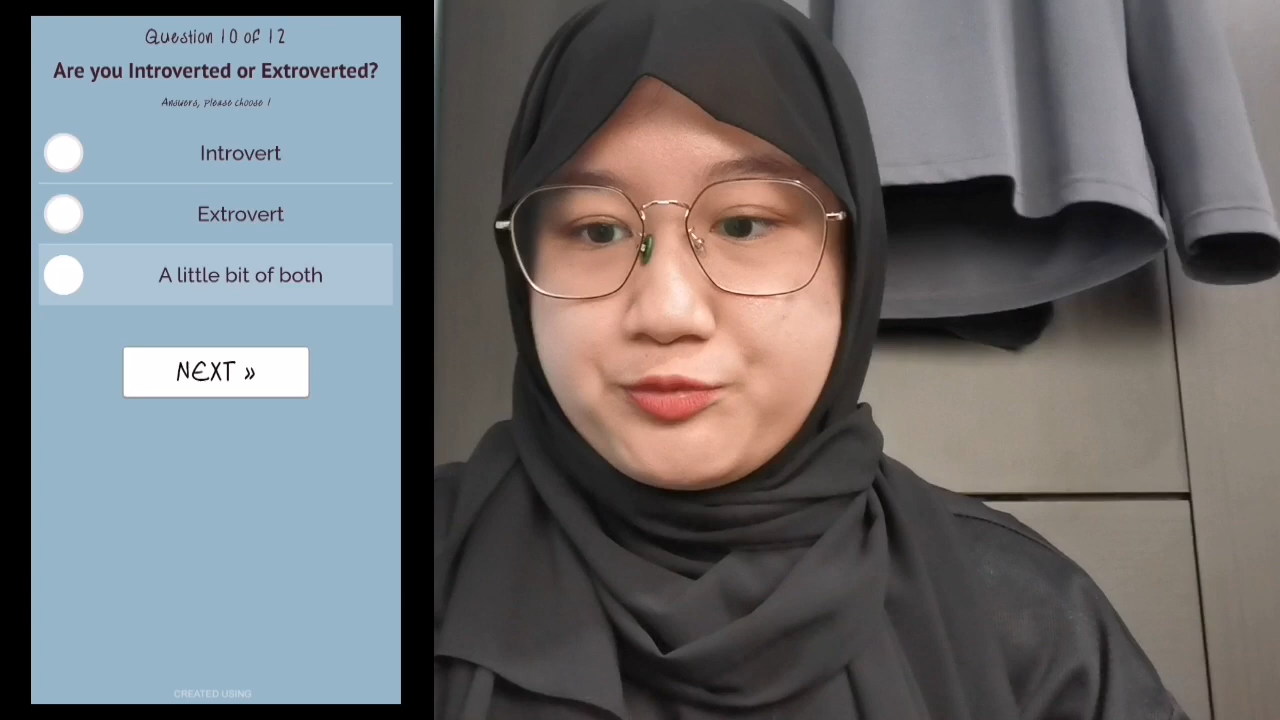 Question 10 of 12
Are you Introverted or Extroverted?
Answers, please choose 1
Introvert
Extrovert
A little bit of both
NEXT »
CREATED USING